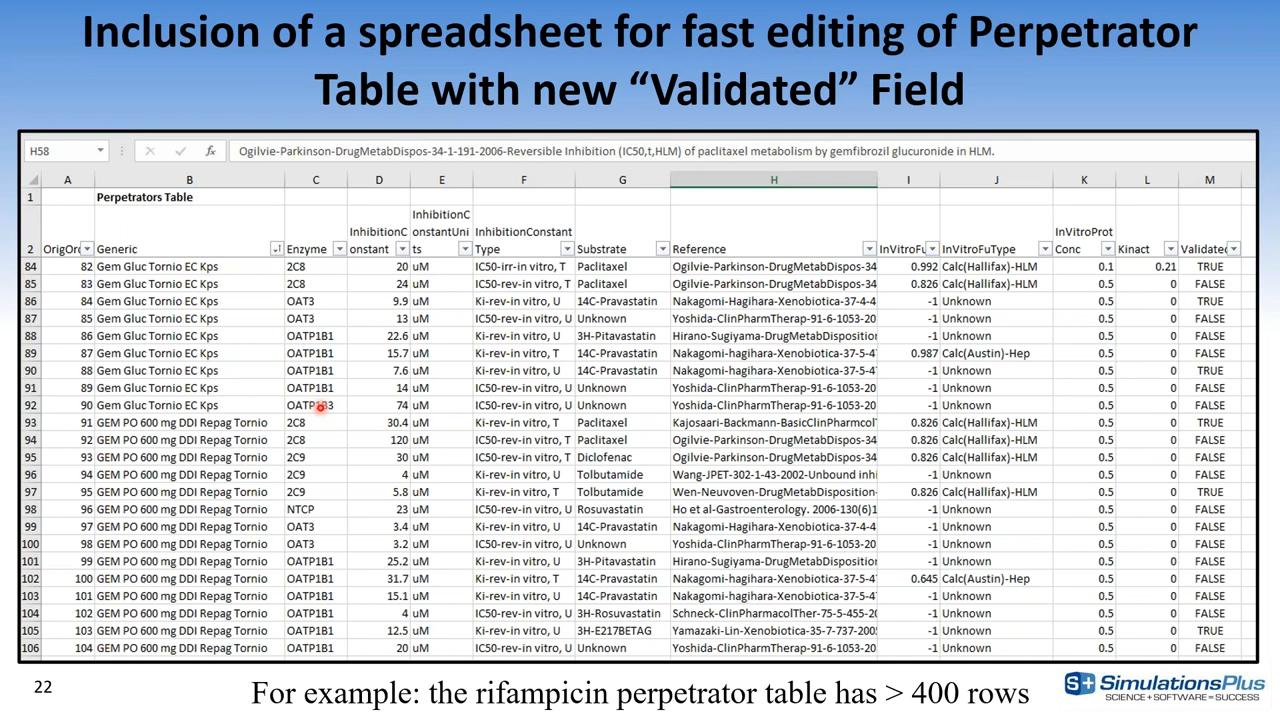 Inclusion of a spreadsheet for fast editing of Perpetrator
Table with new “Validated” Field
H58 fx Ogilvie-Parkinson-DrugMetabDispos-34-1-191-2006-Reversible Inhibition (IC50,t,HLM) of paclitaxel metabolism by gemfibrozil glucuronide in HLM.
A B C D E F G H I J K L M
1 Perpetrators Table
2 OrigOrd Generic Enzyme InhibitionConstant InhibitionConstantUnits InhibitionConstantType Substrate Reference InVitroFu InVitroFuType InVitroProtConc Kinact Validated
84 82 Gem Gluc Tornio EC Kps 2C8 20 uM IC50-irr-in vitro, T Paclitaxel Ogilvie-Parkinson-DrugMetabDispos-34 0.992 Calc(Hallifax)-HLM 0.1 0.21 TRUE
85 83 Gem Gluc Tornio EC Kps 2C8 24 uM IC50-rev-in vitro, T Paclitaxel Ogilvie-Parkinson-DrugMetabDispos-34 0.826 Calc(Hallifax)-HLM 0.5 0 FALSE
86 84 Gem Gluc Tornio EC Kps OAT3 9.9 uM Ki-rev-in vitro, U 14C-Pravastatin Nakagomi-Hagihara-Xenobiotica-37-4-4 -1 Unknown 0.5 0 TRUE
87 85 Gem Gluc Tornio EC Kps OAT3 13 uM IC50-rev-in vitro, U Unknown Yoshida-ClinPharmTherap-91-6-1053-20 -1 Unknown 0.5 0 FALSE
88 86 Gem Gluc Tornio EC Kps OATP1B1 22.6 uM Ki-rev-in vitro, U 3H-Pitavastatin Hirano-Sugiyama-DrugMetabDisposition -1 Unknown 0.5 0 FALSE
89 87 Gem Gluc Tornio EC Kps OATP1B1 15.7 uM Ki-rev-in vitro, T 14C-Pravastatin Nakagomi-hagihara-Xenobiotica-37-5-47 0.987 Calc(Austin)-Hep 0.5 0 FALSE
90 88 Gem Gluc Tornio EC Kps OATP1B1 7.6 uM Ki-rev-in vitro, U 14C-Pravastatin Nakagomi-hagihara-Xenobiotica-37-5-47 -1 Unknown 0.5 0 TRUE
91 89 Gem Gluc Tornio EC Kps OATP1B1 14 uM IC50-rev-in vitro, U Unknown Yoshida-ClinPharmTherap-91-6-1053-20 -1 Unknown 0.5 0 FALSE
92 90 Gem Gluc Tornio EC Kps OATP1B3 74 uM IC50-rev-in vitro, U Unknown Yoshida-ClinPharmTherap-91-6-1053-20 -1 Unknown 0.5 0 FALSE
93 91 GEM PO 600 mg DDI Repag Tornio 2C8 30.4 uM Ki-rev-in vitro, T Paclitaxel Kajosaari-Backmann-BasicClinPharmcol 0.826 Calc(Hallifax)-HLM 0.5 0 TRUE
94 92 GEM PO 600 mg DDI Repag Tornio 2C8 120 uM IC50-rev-in vitro, T Paclitaxel Ogilvie-Parkinson-DrugMetabDispos-34 0.826 Calc(Hallifax)-HLM 0.5 0 FALSE
95 93 GEM PO 600 mg DDI Repag Tornio 2C9 30 uM IC50-rev-in vitro, T Diclofenac Ogilvie-Parkinson-DrugMetabDispos-34 0.826 Calc(Hallifax)-HLM 0.5 0 FALSE
96 94 GEM PO 600 mg DDI Repag Tornio 2C9 4 uM Ki-rev-in vitro, U Tolbutamide Wang-JPET-302-1-43-2002-Unbound inhi -1 Unknown 0.5 0 FALSE
97 95 GEM PO 600 mg DDI Repag Tornio 2C9 5.8 uM Ki-rev-in vitro, T Tolbutamide Wen-Neuvoven-DrugMetabDisposition- 0.826 Calc(Hallifax)-HLM 0.5 0 TRUE
98 96 GEM PO 600 mg DDI Repag Tornio NTCP 23 uM IC50-rev-in vitro, U Rosuvastatin Ho et al-Gastroenterology. 2006-130(6)1 -1 Unknown 0.5 0 FALSE
99 97 GEM PO 600 mg DDI Repag Tornio OAT3 3.4 uM Ki-rev-in vitro, U 14C-Pravastatin Nakagomi-Hagihara-Xenobiotica-37-4-4 -1 Unknown 0.5 0 FALSE
100 98 GEM PO 600 mg DDI Repag Tornio OAT3 3.2 uM IC50-rev-in vitro, U Unknown Yoshida-ClinPharmTherap-91-6-1053-20 -1 Unknown 0.5 0 FALSE
101 99 GEM PO 600 mg DDI Repag Tornio OATP1B1 25.2 uM Ki-rev-in vitro, U 3H-Pitavastatin Hirano-Sugiyama-DrugMetabDisposition -1 Unknown 0.5 0 FALSE
102 100 GEM PO 600 mg DDI Repag Tornio OATP1B1 31.7 uM Ki-rev-in vitro, T 14C-Pravastatin Nakagomi-hagihara-Xenobiotica-37-5-47 0.645 Calc(Austin)-Hep 0.5 0 FALSE
103 101 GEM PO 600 mg DDI Repag Tornio OATP1B1 15.1 uM Ki-rev-in vitro, U 14C-Pravastatin Nakagomi-hagihara-Xenobiotica-37-5-47 -1 Unknown 0.5 0 FALSE
104 102 GEM PO 600 mg DDI Repag Tornio OATP1B1 4 uM IC50-rev-in vitro, U 3H-Rosuvastatin Schneck-ClinPharmacolTher-75-5-455-20 -1 Unknown 0.5 0 FALSE
105 103 GEM PO 600 mg DDI Repag Tornio OATP1B1 12.5 uM Ki-rev-in vitro, U 3H-E217BETAG Yamazaki-Lin-Xenobiotica-35-7-737-2005 -1 Unknown 0.5 0 TRUE
106 104 GEM PO 600 mg DDI Repag Tornio OATP1B1 20 uM IC50-rev-in vitro, U Unknown Yoshida-ClinPharmTherap-91-6-1053-20 -1 Unknown 0.5 0 FALSE
22
For example: the rifampicin perpetrator table has > 400 rows
S+ SimulationsPlus
SCIENCE + SOFTWARE = SUCCESS